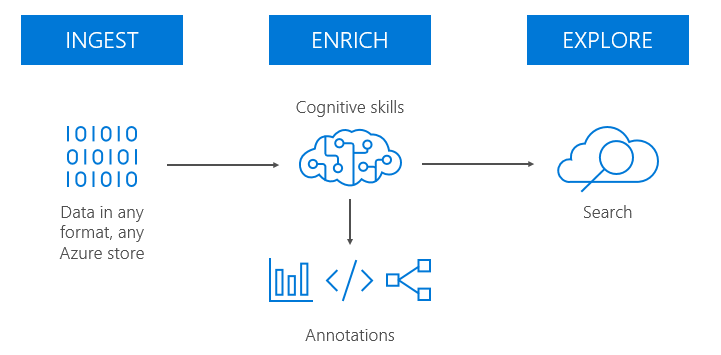 INGEST
ENRICH
EXPLORE
Cognitive skills
101010
010101
101010
Data in any
format, any
Azure store
Search
</>
Annotations